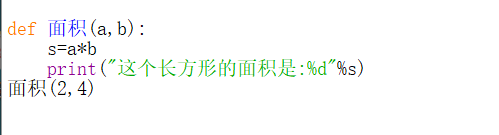 def 面积(a,b):
    s=a*b
    print("这个长方形的面积是:%d"%s)
面积(2,4)